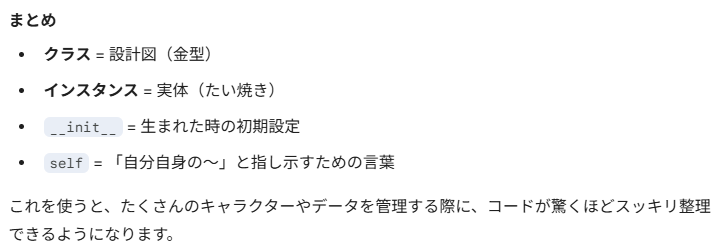 まとめ
• クラス = 設計図（金型）
• インスタンス = 実体（たい焼き）
• __init__ = 生まれた時の初期設定
• self = 「自分自身の〜」と指し示すための言葉
これを使うと、たくさんのキャラクターやデータを管理する際に、コードが驚くほどスッキリ整理
できるようになります。